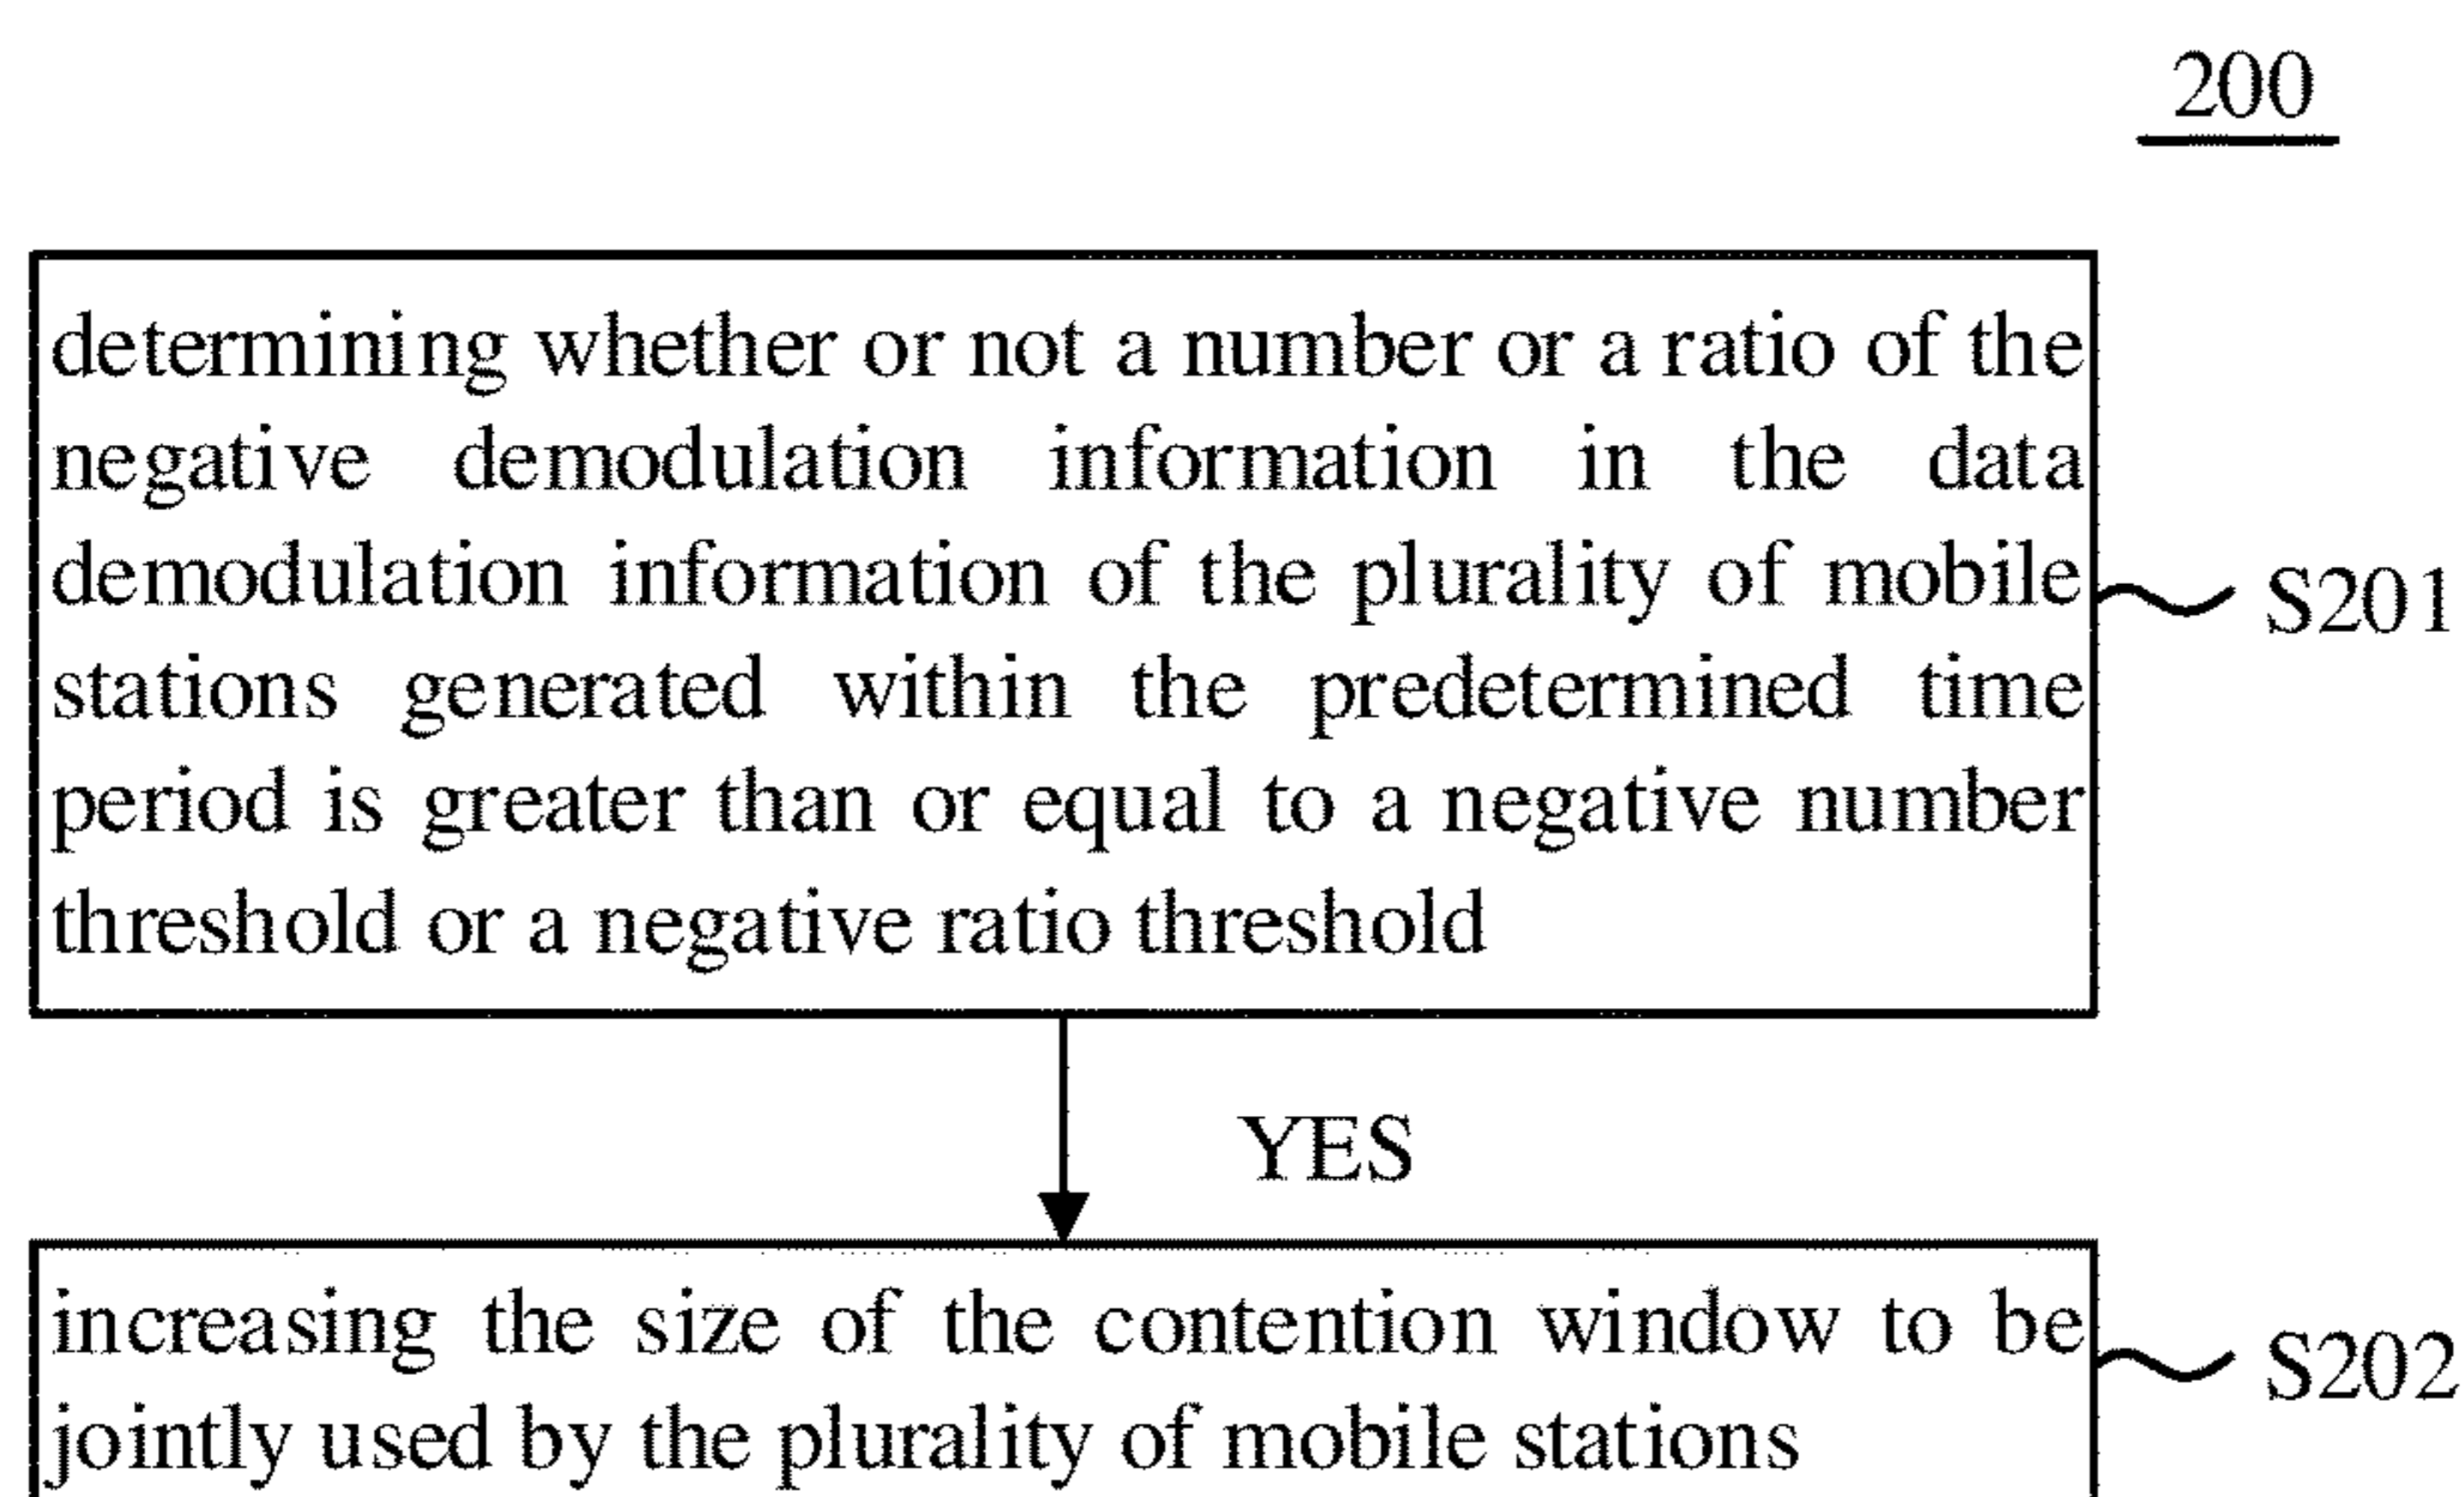 200
determining whether or not a number or a ratio of the
negative demodulation information in the data
demodulation information of the plurality of mobile
stations generated within the predetermined time
period is greater than or equal to a negative number
threshold or a negative ratio threshold
S201
YES
increasing the size of the contention window to be
jointly used by the plurality of mobile stations
S202